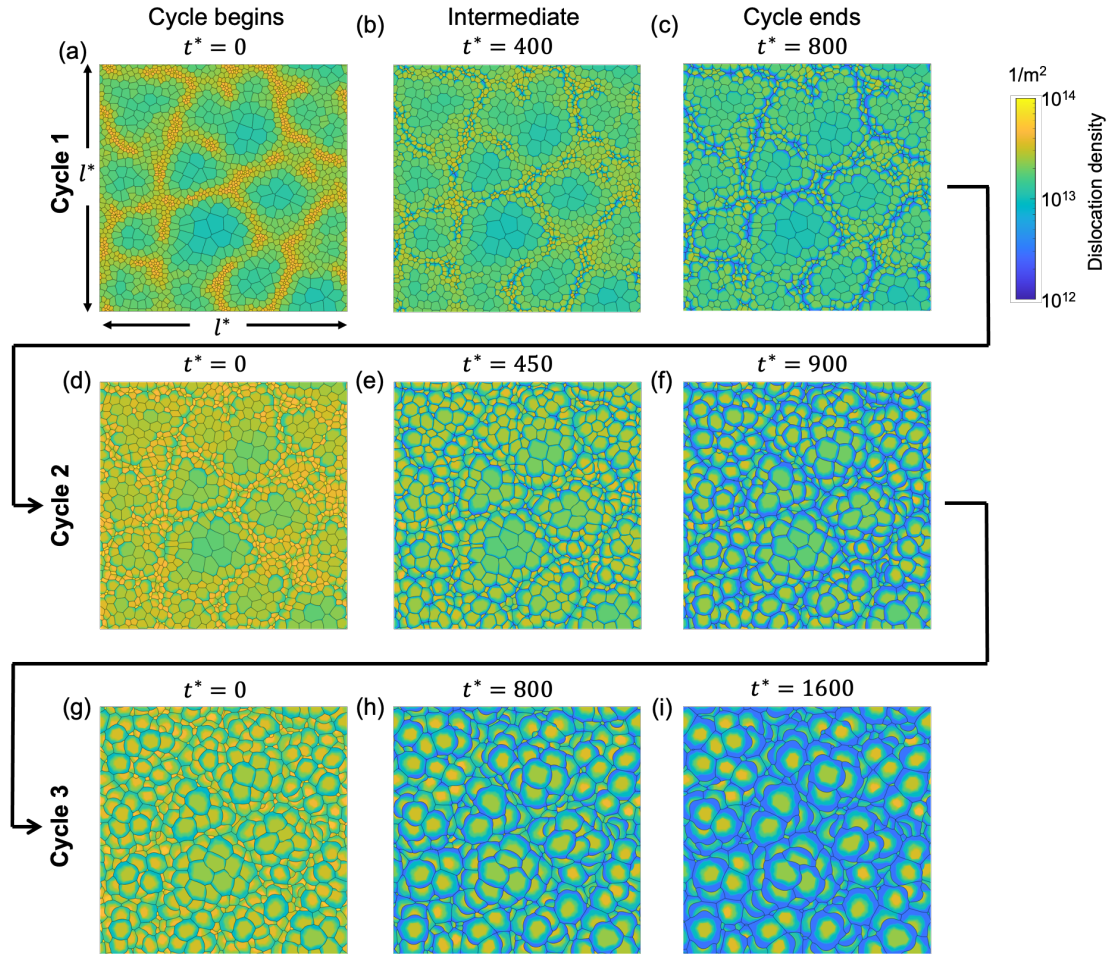 Cycle begins
Intermediate
Cycle ends
(a)
t* = 0
(b)
t* = 400
(c)
t* = 800
Cycle 1
l*
l*
1/m²
10¹⁴
10¹³
10¹²
Dislocation density
(d)
t* = 0
(e)
t* = 450
(f)
t* = 900
Cycle 2
(g)
t* = 0
(h)
t* = 800
(i)
t* = 1600
Cycle 3